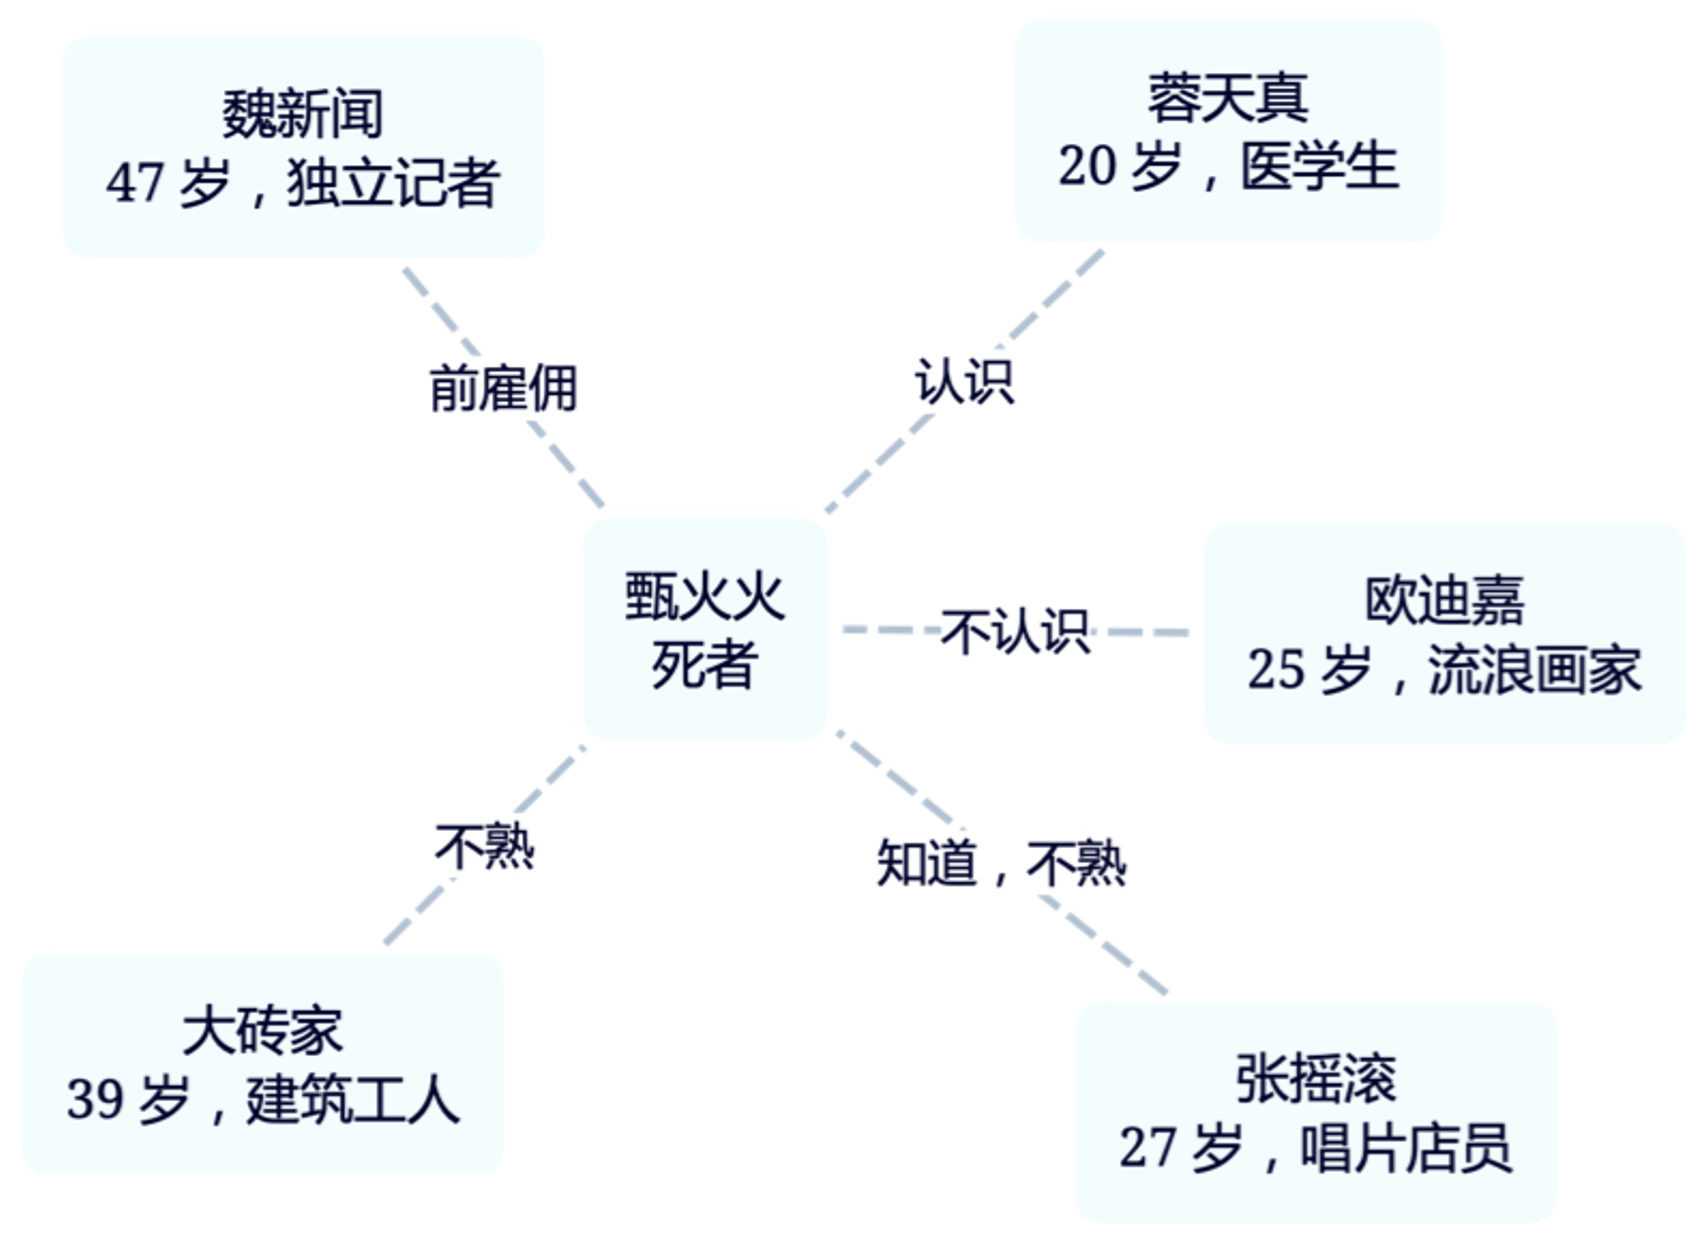 魏新闻
47 岁，独立记者
蓉天真
20 岁，医学生
前雇佣
认识
甄火火
死者
不认识
欧迪嘉
25 岁，流浪画家
不熟
知道，不熟
大砖家
39 岁，建筑工人
张摇滚
27 岁，唱片店员